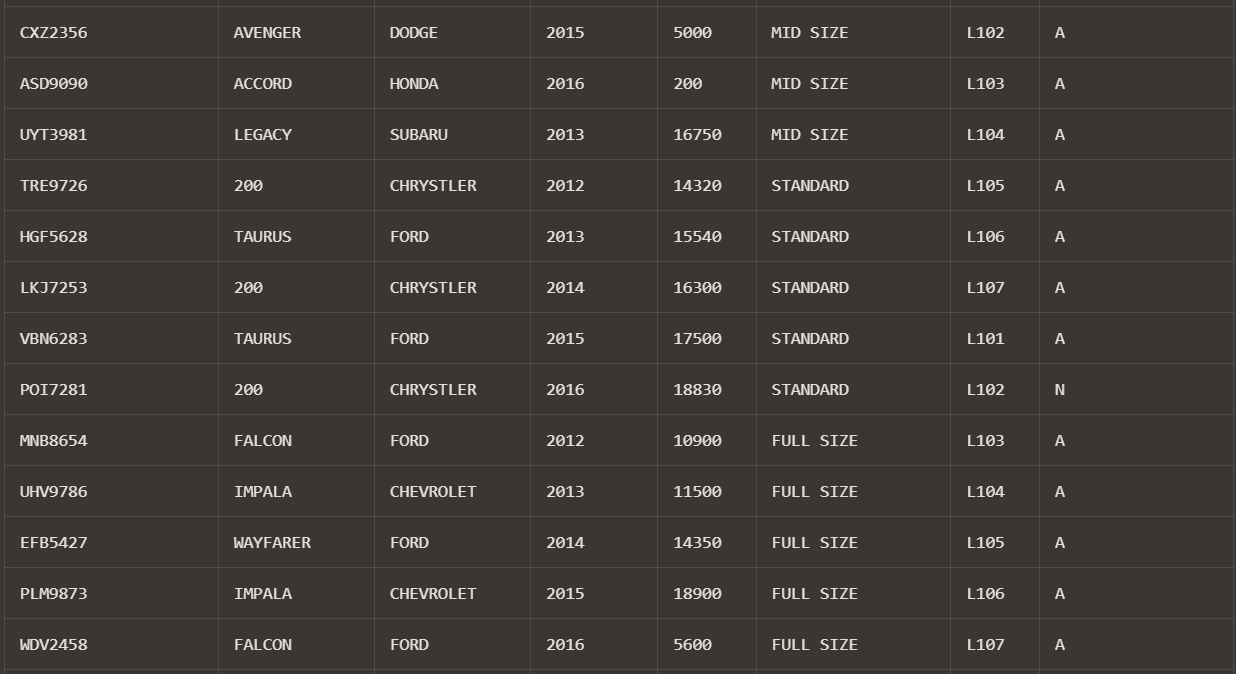 CXZ2356 AVENGER DODGE 2015 5000 MID SIZE L102 A
ASD9090 ACCORD HONDA 2016 200 MID SIZE L103 A
UYT3981 LEGACY SUBARU 2013 16750 MID SIZE L104 A
TRE9726 200 CHRYSTLER 2012 14320 STANDARD L105 A
HGF5628 TAURUS FORD 2013 15540 STANDARD L106 A
LKJ7253 200 CHRYSTLER 2014 16300 STANDARD L107 A
VBN6283 TAURUS FORD 2015 17500 STANDARD L101 A
POI7281 200 CHRYSTLER 2016 18830 STANDARD L102 N
MNB8654 FALCON FORD 2012 10900 FULL SIZE L103 A
UHV9786 IMPALA CHEVROLET 2013 11500 FULL SIZE L104 A
EFB5427 WAYFARER FORD 2014 14350 FULL SIZE L105 A
PLM9873 IMPALA CHEVROLET 2015 18900 FULL SIZE L106 A
WDV2458 FALCON FORD 2016 5600 FULL SIZE L107 A